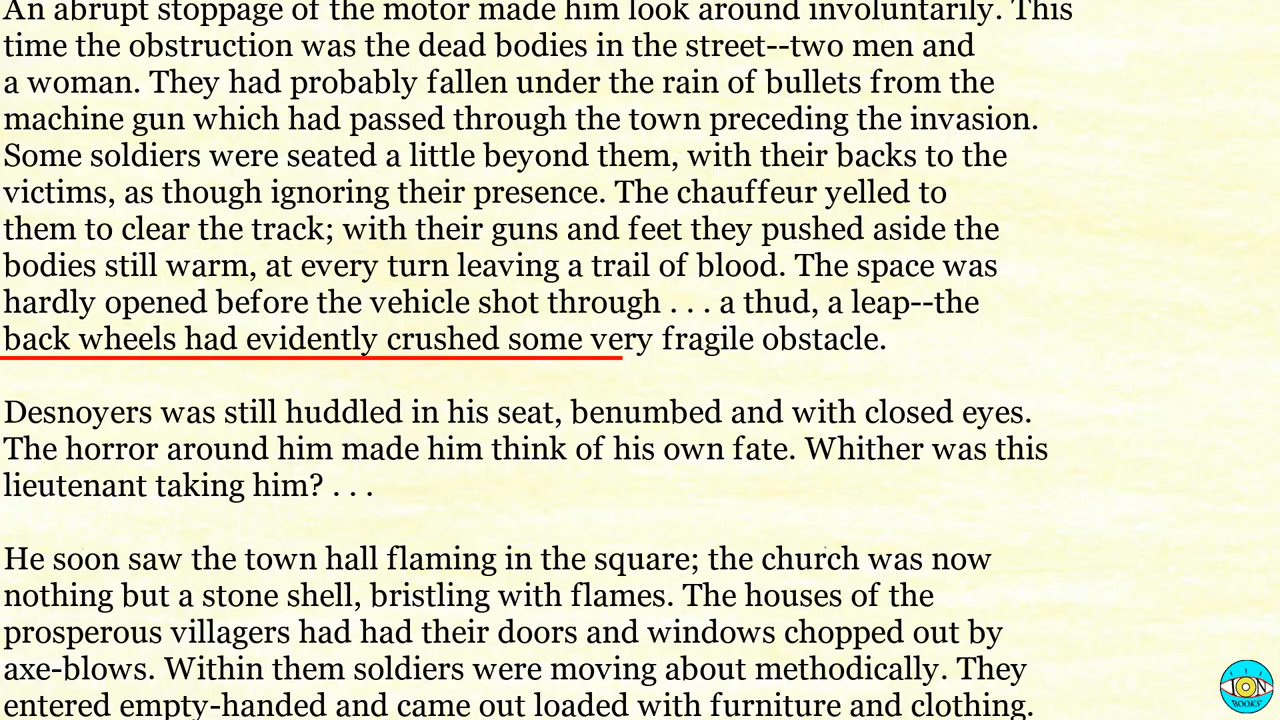 An abrupt stoppage of the motor made him look around involuntarily. This
time the obstruction was the dead bodies in the street--two men and
a woman. They had probably fallen under the rain of bullets from the
machine gun which had passed through the town preceding the invasion.
Some soldiers were seated a little beyond them, with their backs to the
victims, as though ignoring their presence. The chauffeur yelled to
them to clear the track; with their guns and feet they pushed aside the
bodies still warm, at every turn leaving a trail of blood. The space was
hardly opened before the vehicle shot through . . . a thud, a leap--the
back wheels had evidently crushed some very fragile obstacle.
Desnoyers was still huddled in his seat, benumbed and with closed eyes.
The horror around him made him think of his own fate. Whither was this
lieutenant taking him? . . .
He soon saw the town hall flaming in the square; the church was now
nothing but a stone shell, bristling with flames. The houses of the
prosperous villagers had had their doors and windows chopped out by
axe-blows. Within them soldiers were moving about methodically. They
entered empty-handed and came out loaded with furniture and clothing.
ION
BOOKS